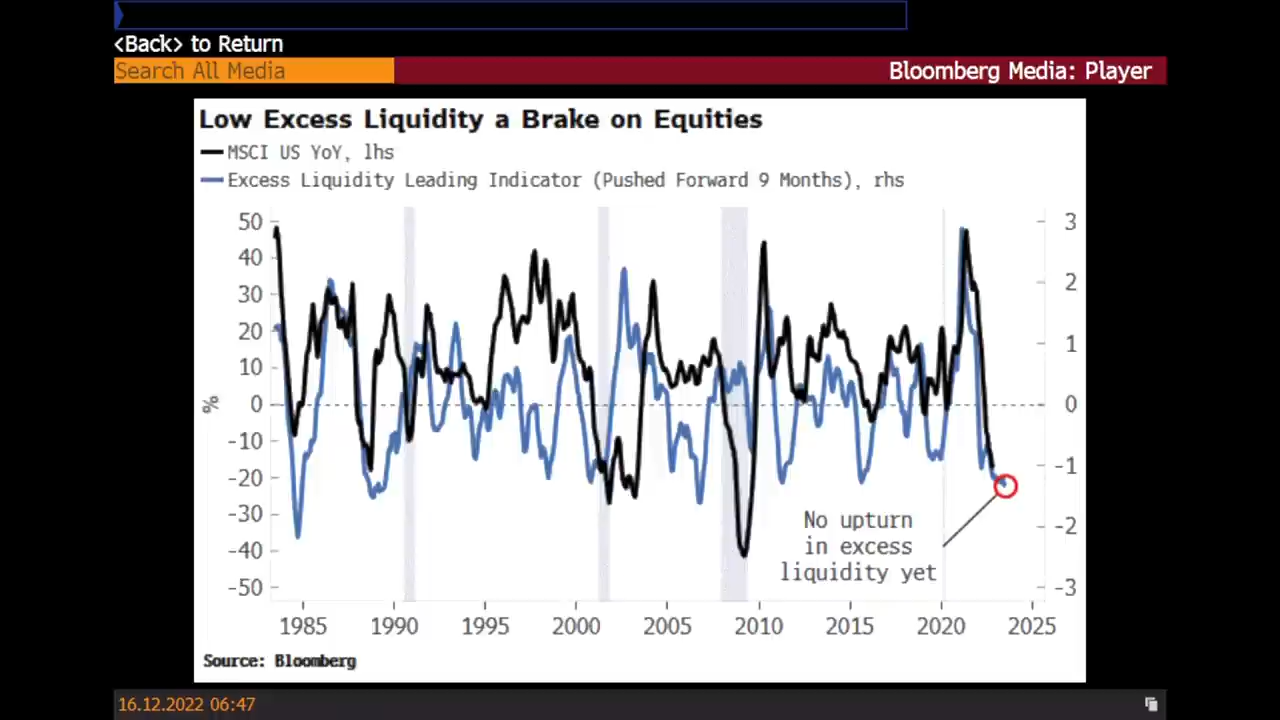 <Back> to Return
Search All Media
Bloomberg Media: Player
Low Excess Liquidity a Brake on Equities
MSCI US YoY, lhs
Excess Liquidity Leading Indicator (Pushed Forward 9 Months), rhs
50
40
30
20
10
0
-10
-20
-30
-40
-50
%
3
2
1
0
-1
-2
-3
No upturn
in excess
liquidity yet
1985 1990 1995 2000 2005 2010 2015 2020 2025
Source: Bloomberg
16.12.2022 06:47